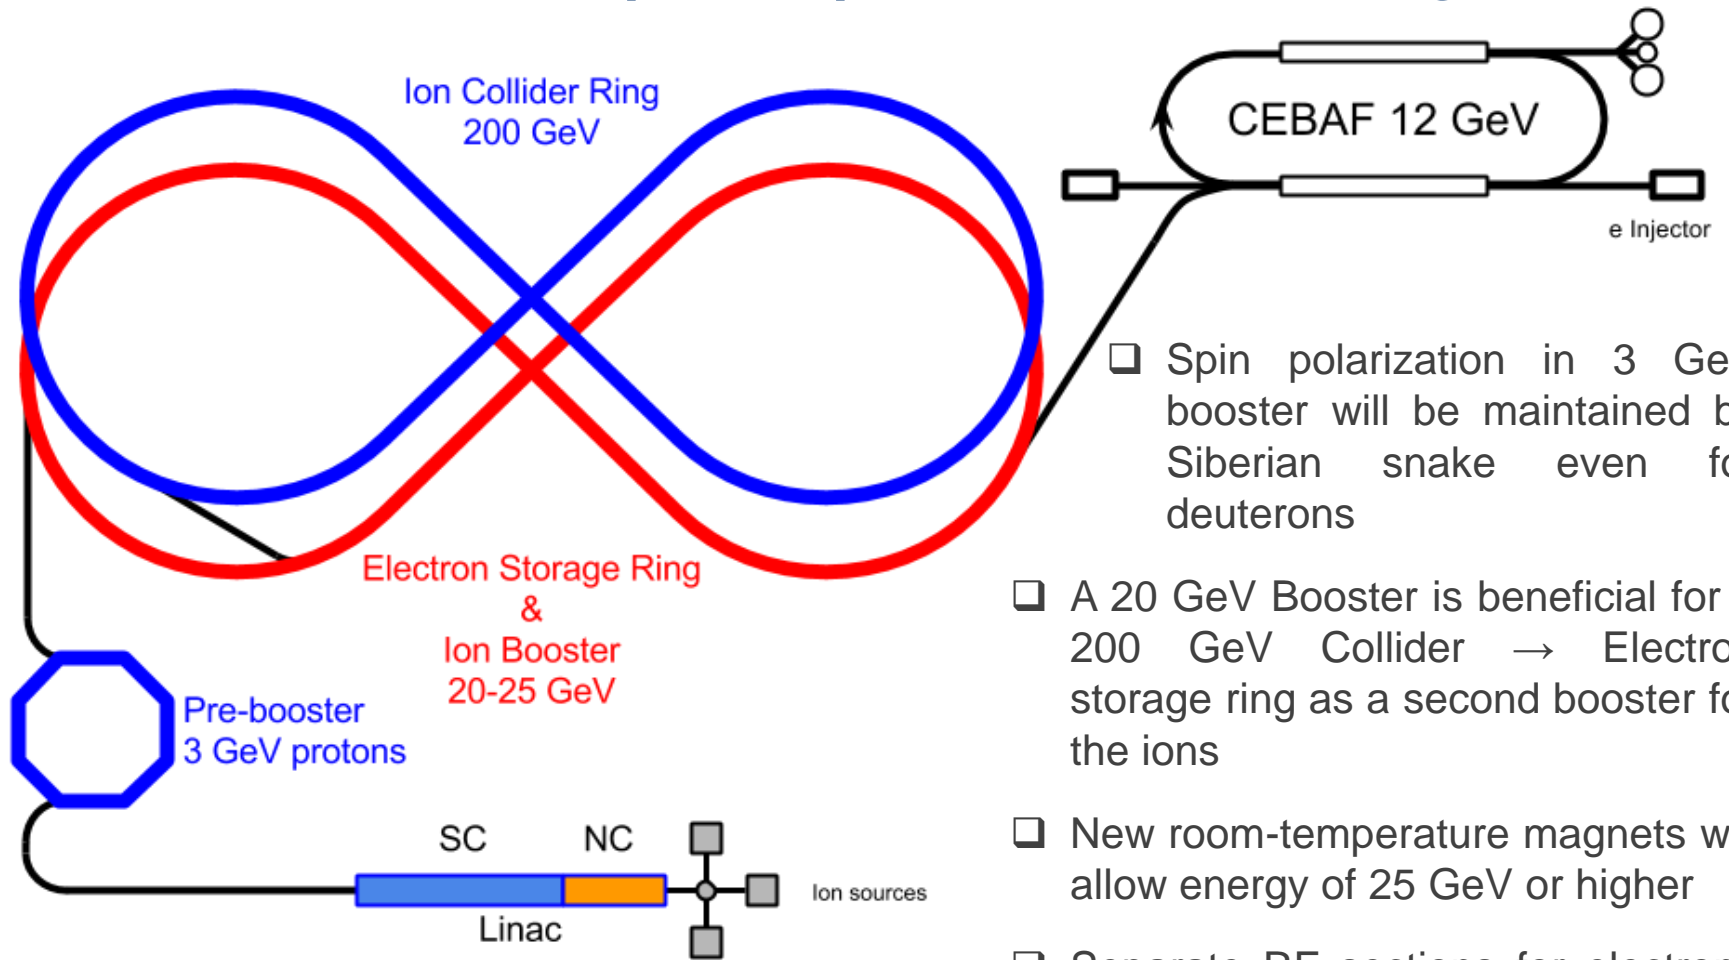 Ion Collider Ring
200 GeV
CEBAF 12 GeV
e Injector
Electron Storage Ring
&
Ion Booster
20-25 GeV
Pre-booster
3 GeV protons
SC NC
Linac
Ion sources
❑ Spin polarization in 3
booster will be maintained
Siberian snake even
deuterons
❑ A 20 GeV Booster is beneficial for
200 GeV Collider →
storage ring as a second booster
the ions
❑ New room-temperature magnets
allow energy of 25 GeV or higher